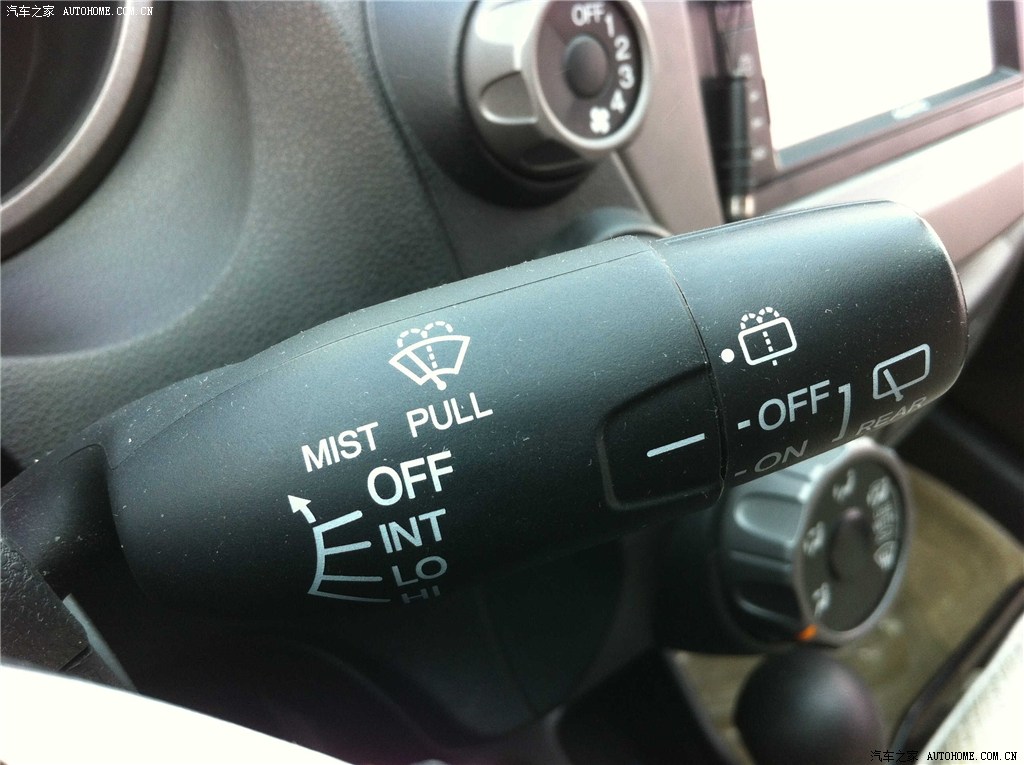 汽车之家 AUTOHOME.COM.CN
OFF
1
2
3
4
MIST PULL
OFF
INT
LO
HI
OFF
ON
REAR
汽车之家 AUTOHOME.COM.CN